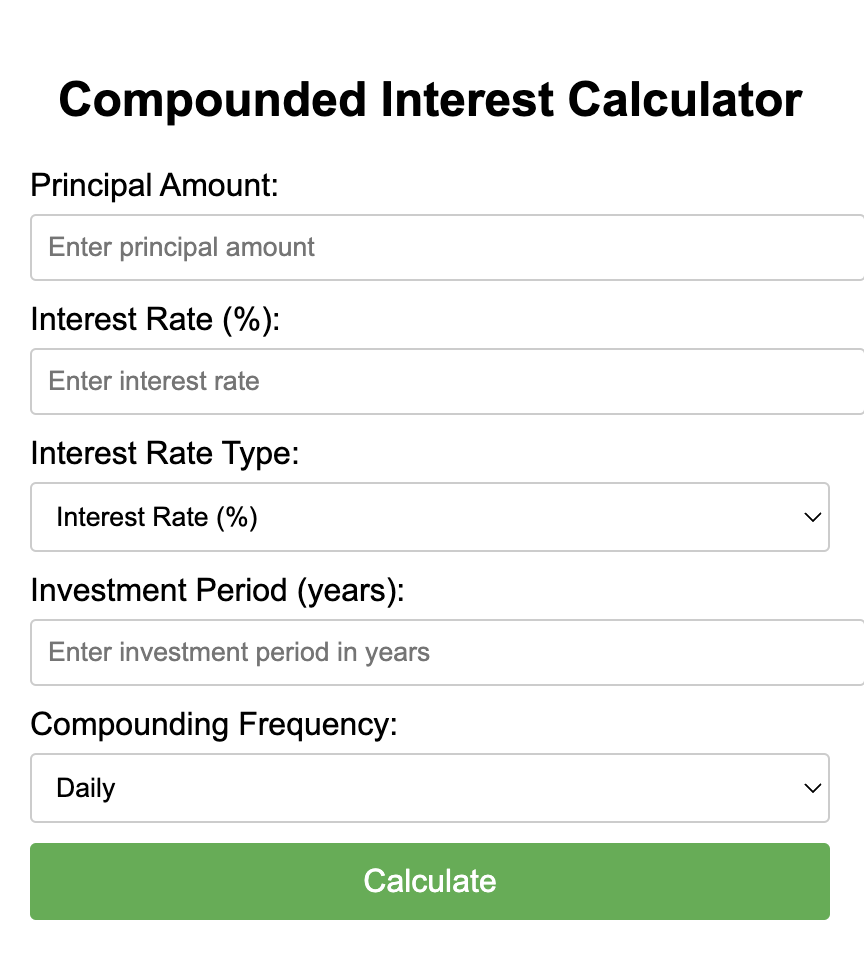 Compounded Interest Calculator
Principal Amount:
Enter principal amount
Interest Rate (%):
Enter interest rate
Interest Rate Type:
Interest Rate (%)
Investment Period (years):
Enter investment period in years
Compounding Frequency:
Daily
Calculate